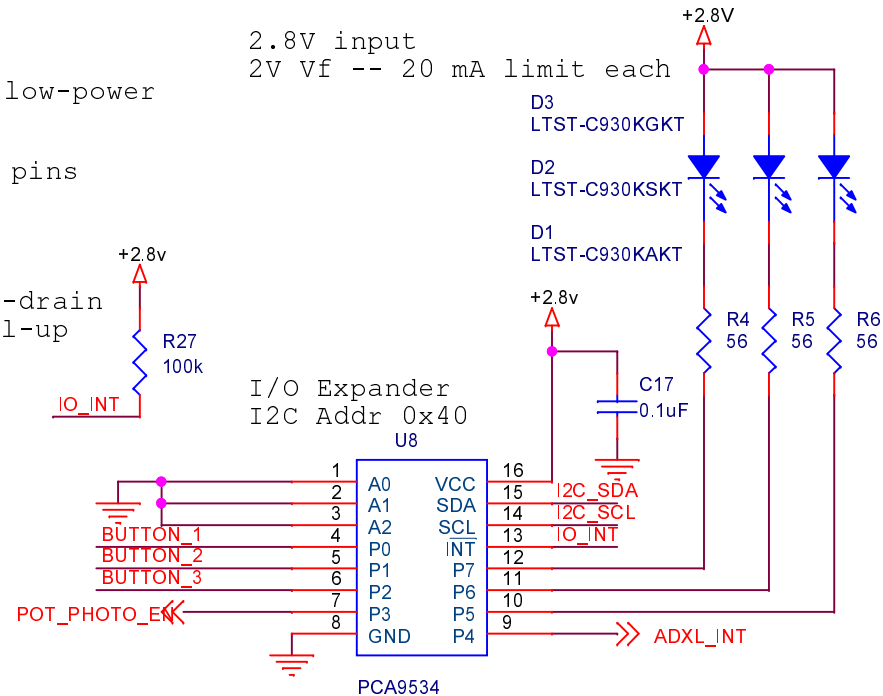 +2.8V
2.8V input
2V Vf -- 20 mA limit each
low-power
D3
LTST-C930KGKT
pins
D2
LTST-C930KSKT
D1
LTST-C930KAKT
+2.8v
-drain
l-up
+2.8v
R27
100k
R4
56
R5
56
R6
56
IO_INT
I/O Expander
I2C Addr 0x40
C17
0.1uF
U8
1
2
3
4
5
6
7
8
A0
A1
A2
P0
P1
P2
P3
GND
VCC
SDA
SCL
INT
P7
P6
P5
P4
16
15
14
13
12
11
10
9
I2C_SDA
I2C_SCL
IO_INT
BUTTON_1
BUTTON_2
BUTTON_3
POT_PHOTO_EN
ADXL_INT
PCA9534